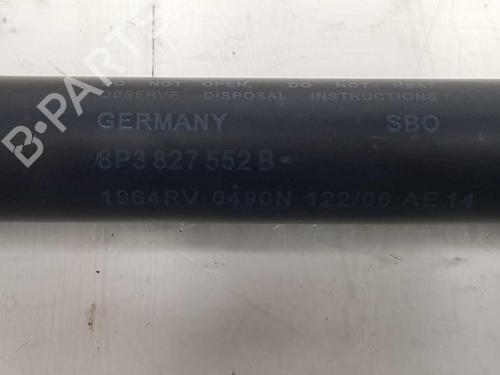 DO NOT OPEN, DO NOT HEAT
OBSERVE DISPOSAL INSTRUCTIONS
GERMANY SBO
8P3 827 552 B
1964RV 0490N 122/06 AE 14
B-PARTS